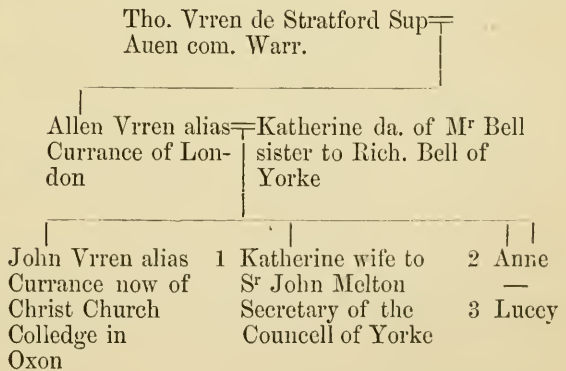 Tho. Vrren de Stratford Sup
Auen com. Warr.
Allen Vrren alias
Currance of Lon-
don
Katherine da. of Mʳ Bell
sister to Rich. Bell of
Yorke
John Vrren alias
Currance now of
Christ Church
Colledge in
Oxon
1 Katherine wife to
Sʳ John Melton
Secretary of the
Councell of Yorke
2 Anne
—
3 Lucey